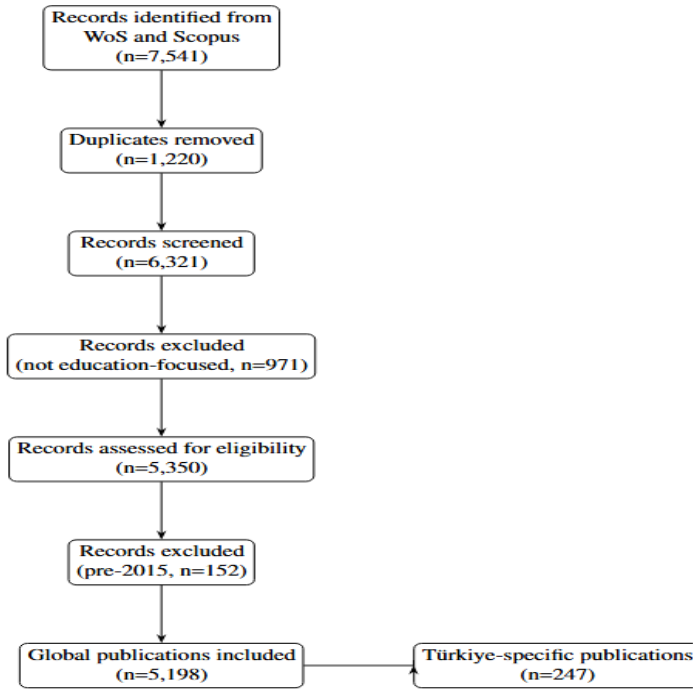 Records identified from
WoS and Scopus
(n=7,541)
Duplicates removed
(n=1,220)
Records screened
(n=6,321)
Records excluded
(not education-focused, n=971)
Records assessed for eligibility
(n=5,350)
Records excluded
(pre-2015, n=152)
Global publications included
(n=5,198)
Türkiye-specific publications
(n=247)